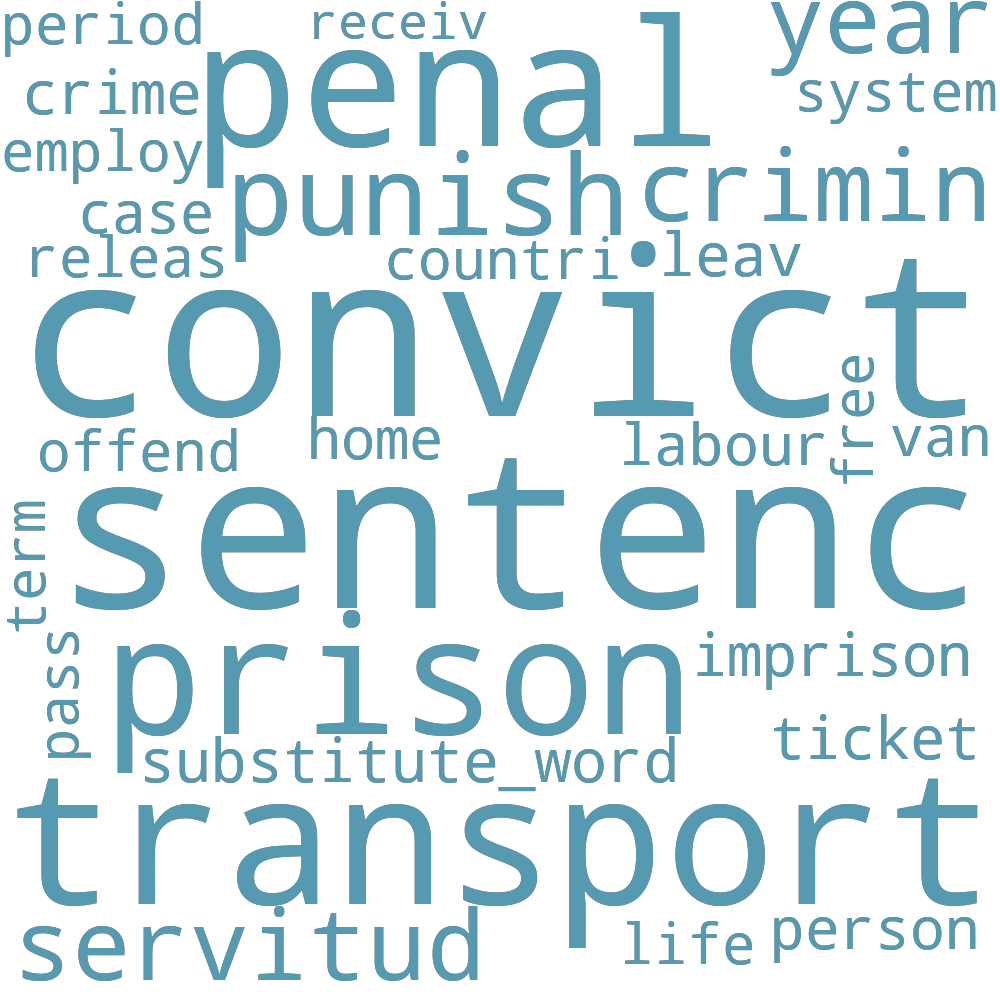 period
receiv
year
crime
penal
system
employ
punish
crimin
case
releas
countri
leav
convict
free
offend
home
labour
van
sentenc
term
prison
imprison
pass
substitute_word
ticket
transport
servitud
life
person